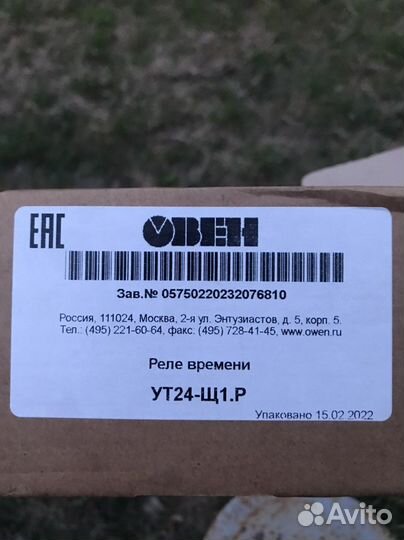 EAC
ОВЕН
Зав.№ 05750220232076810
Россия, 111024, Москва, 2-я ул. Энтузиастов, д. 5, корп. 5.
Тел.: (495) 221-60-64, факс: (495) 728-41-45, www.owen.ru
Реле времени
УТ24-Щ1.Р
Упаковано 15.02.2022
Avito